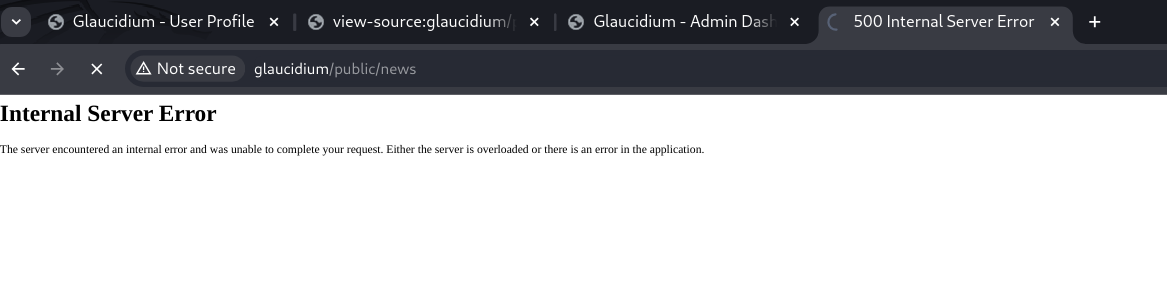 Glaucidium - User Profile view-source:glaucidium/ Glaucidium - Admin Dash 500 Internal Server Error
Not secure glaucidium/public/news
Internal Server Error
The server encountered an internal error and was unable to complete your request. Either the server is overloaded or there is an error in the application.